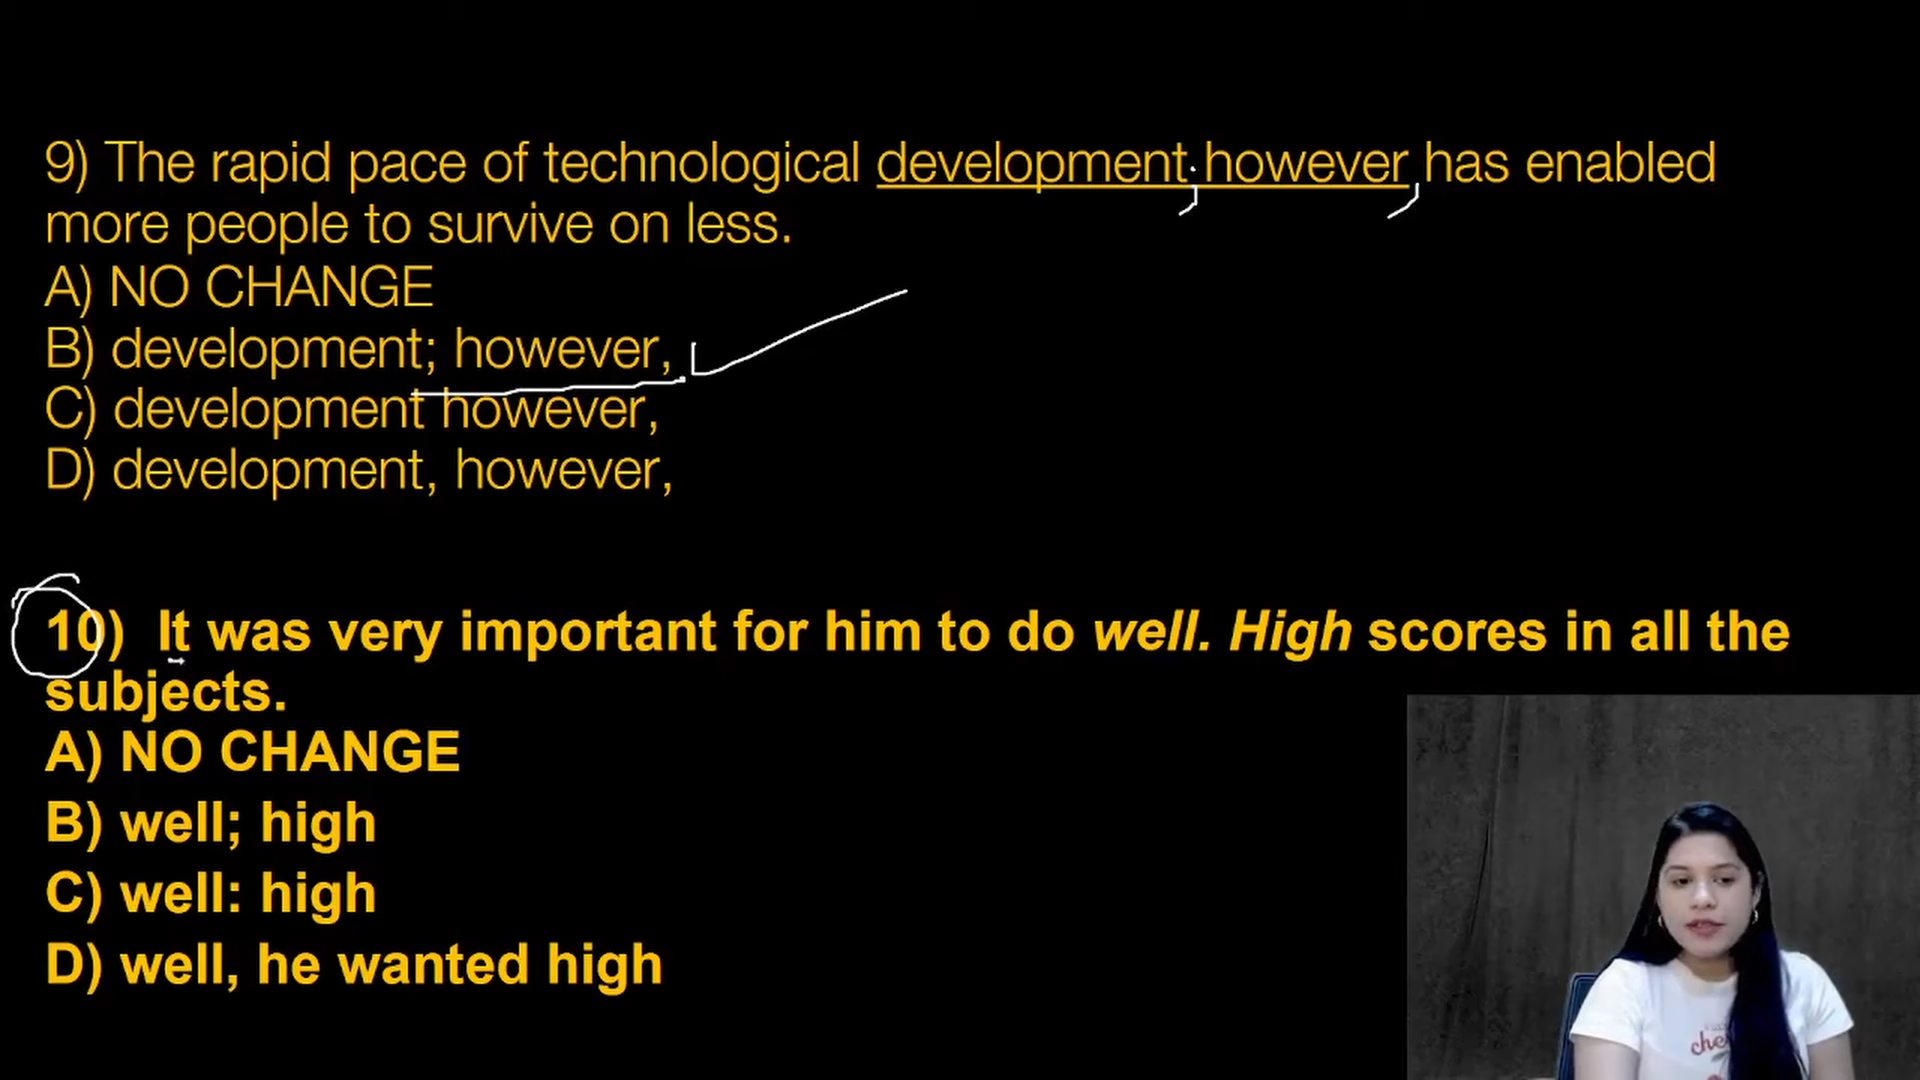 9) The rapid pace of technological development however has enabled
more people to survive on less.
A) NO CHANGE
B) development; however,
C) development however,
D) development, however,
10) It was very important for him to do well. High scores in all the
subjects.
A) NO CHANGE
B) well; high
C) well: high
D) well, he wanted high